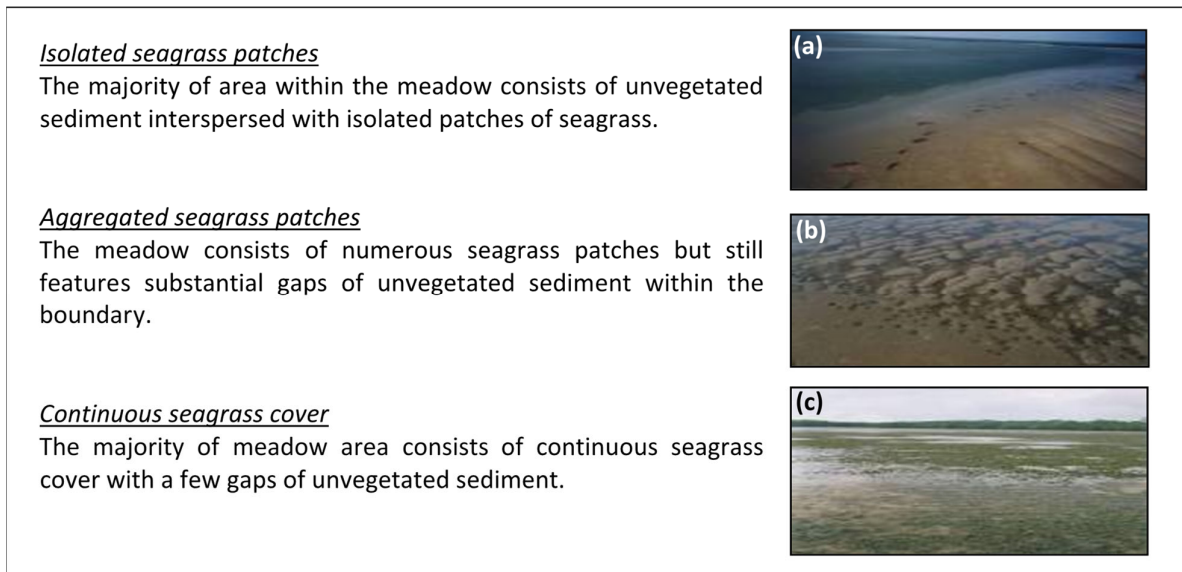 Isolated seagrass patches
The majority of area within the meadow consists of unvegetated
sediment interspersed with isolated patches of seagrass.
(a)
Aggregated seagrass patches
The meadow consists of numerous seagrass patches but still
features substantial gaps of unvegetated sediment within the
boundary.
(b)
Continuous seagrass cover
The majority of meadow area consists of continuous seagrass
cover with a few gaps of unvegetated sediment.
(c)